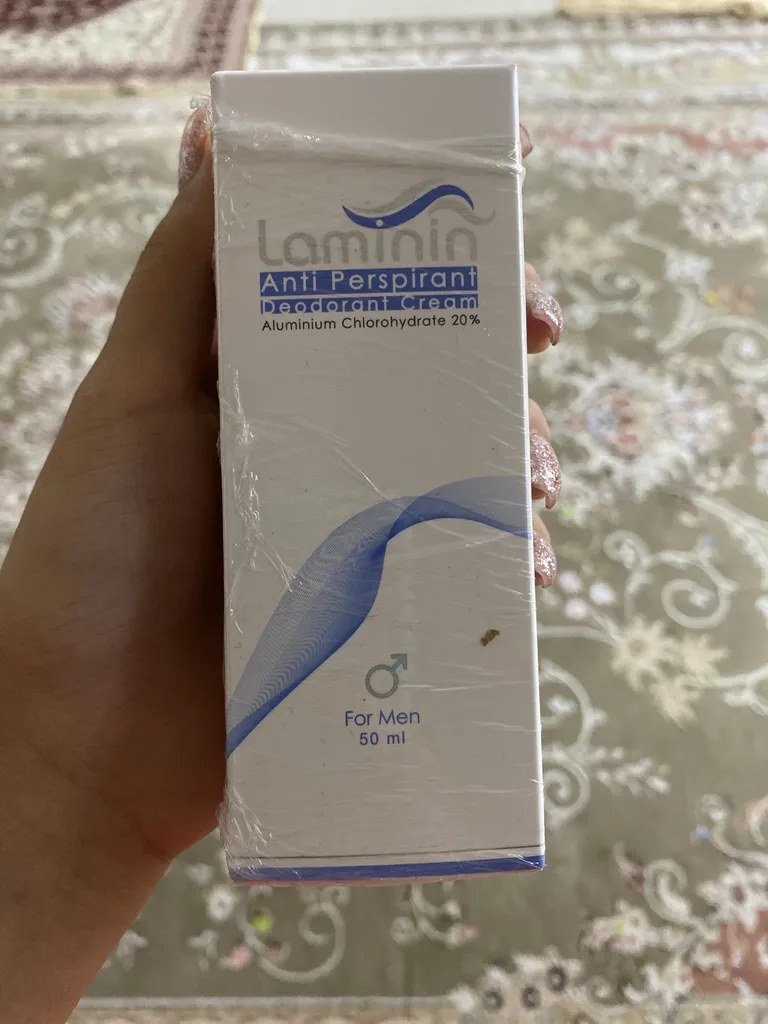 Laminin
Anti Perspirant
Deodorant Cream
Aluminium Chlorohydrate 20%
For Men
50 ml